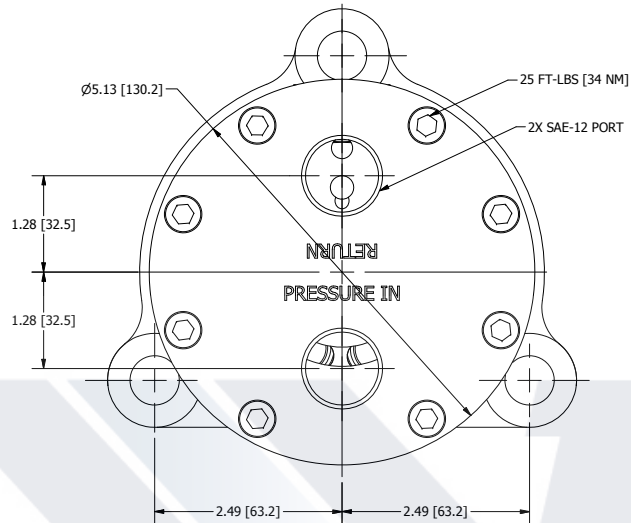 Ø5.13 [130.2]
25 FT-LBS [34 NM]
2X SAE-12 PORT
1.28 [32.5]
RETURN
PRESSURE IN
1.28 [32.5]
2.49 [63.2]
2.49 [63.2]